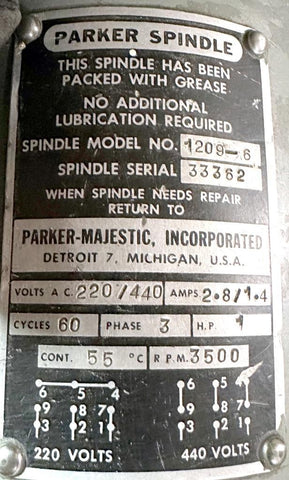 PARKER SPINDLE
THIS SPINDLE HAS BEEN
PACKED WITH GREASE
NO ADDITIONAL
LUBRICATION REQUIRED
SPINDLE MODEL NO. 1209-.6
SPINDLE SERIAL 33362
WHEN SPINDLE NEEDS REPAIR
RETURN TO
PARKER-MAJESTIC, INCORPORATED
DETROIT 7, MICHIGAN, U.S.A.
VOLTS A C. 220/440 AMPS 2.8/1.4
CYCLES 60 PHASE 3 H.P. 1
CONT. 55 °C R.P.M. 3500
6 5 4 6 5 4
9 8 7 9 8 7
3 2 1 3 2 1
220 VOLTS 440 VOLTS